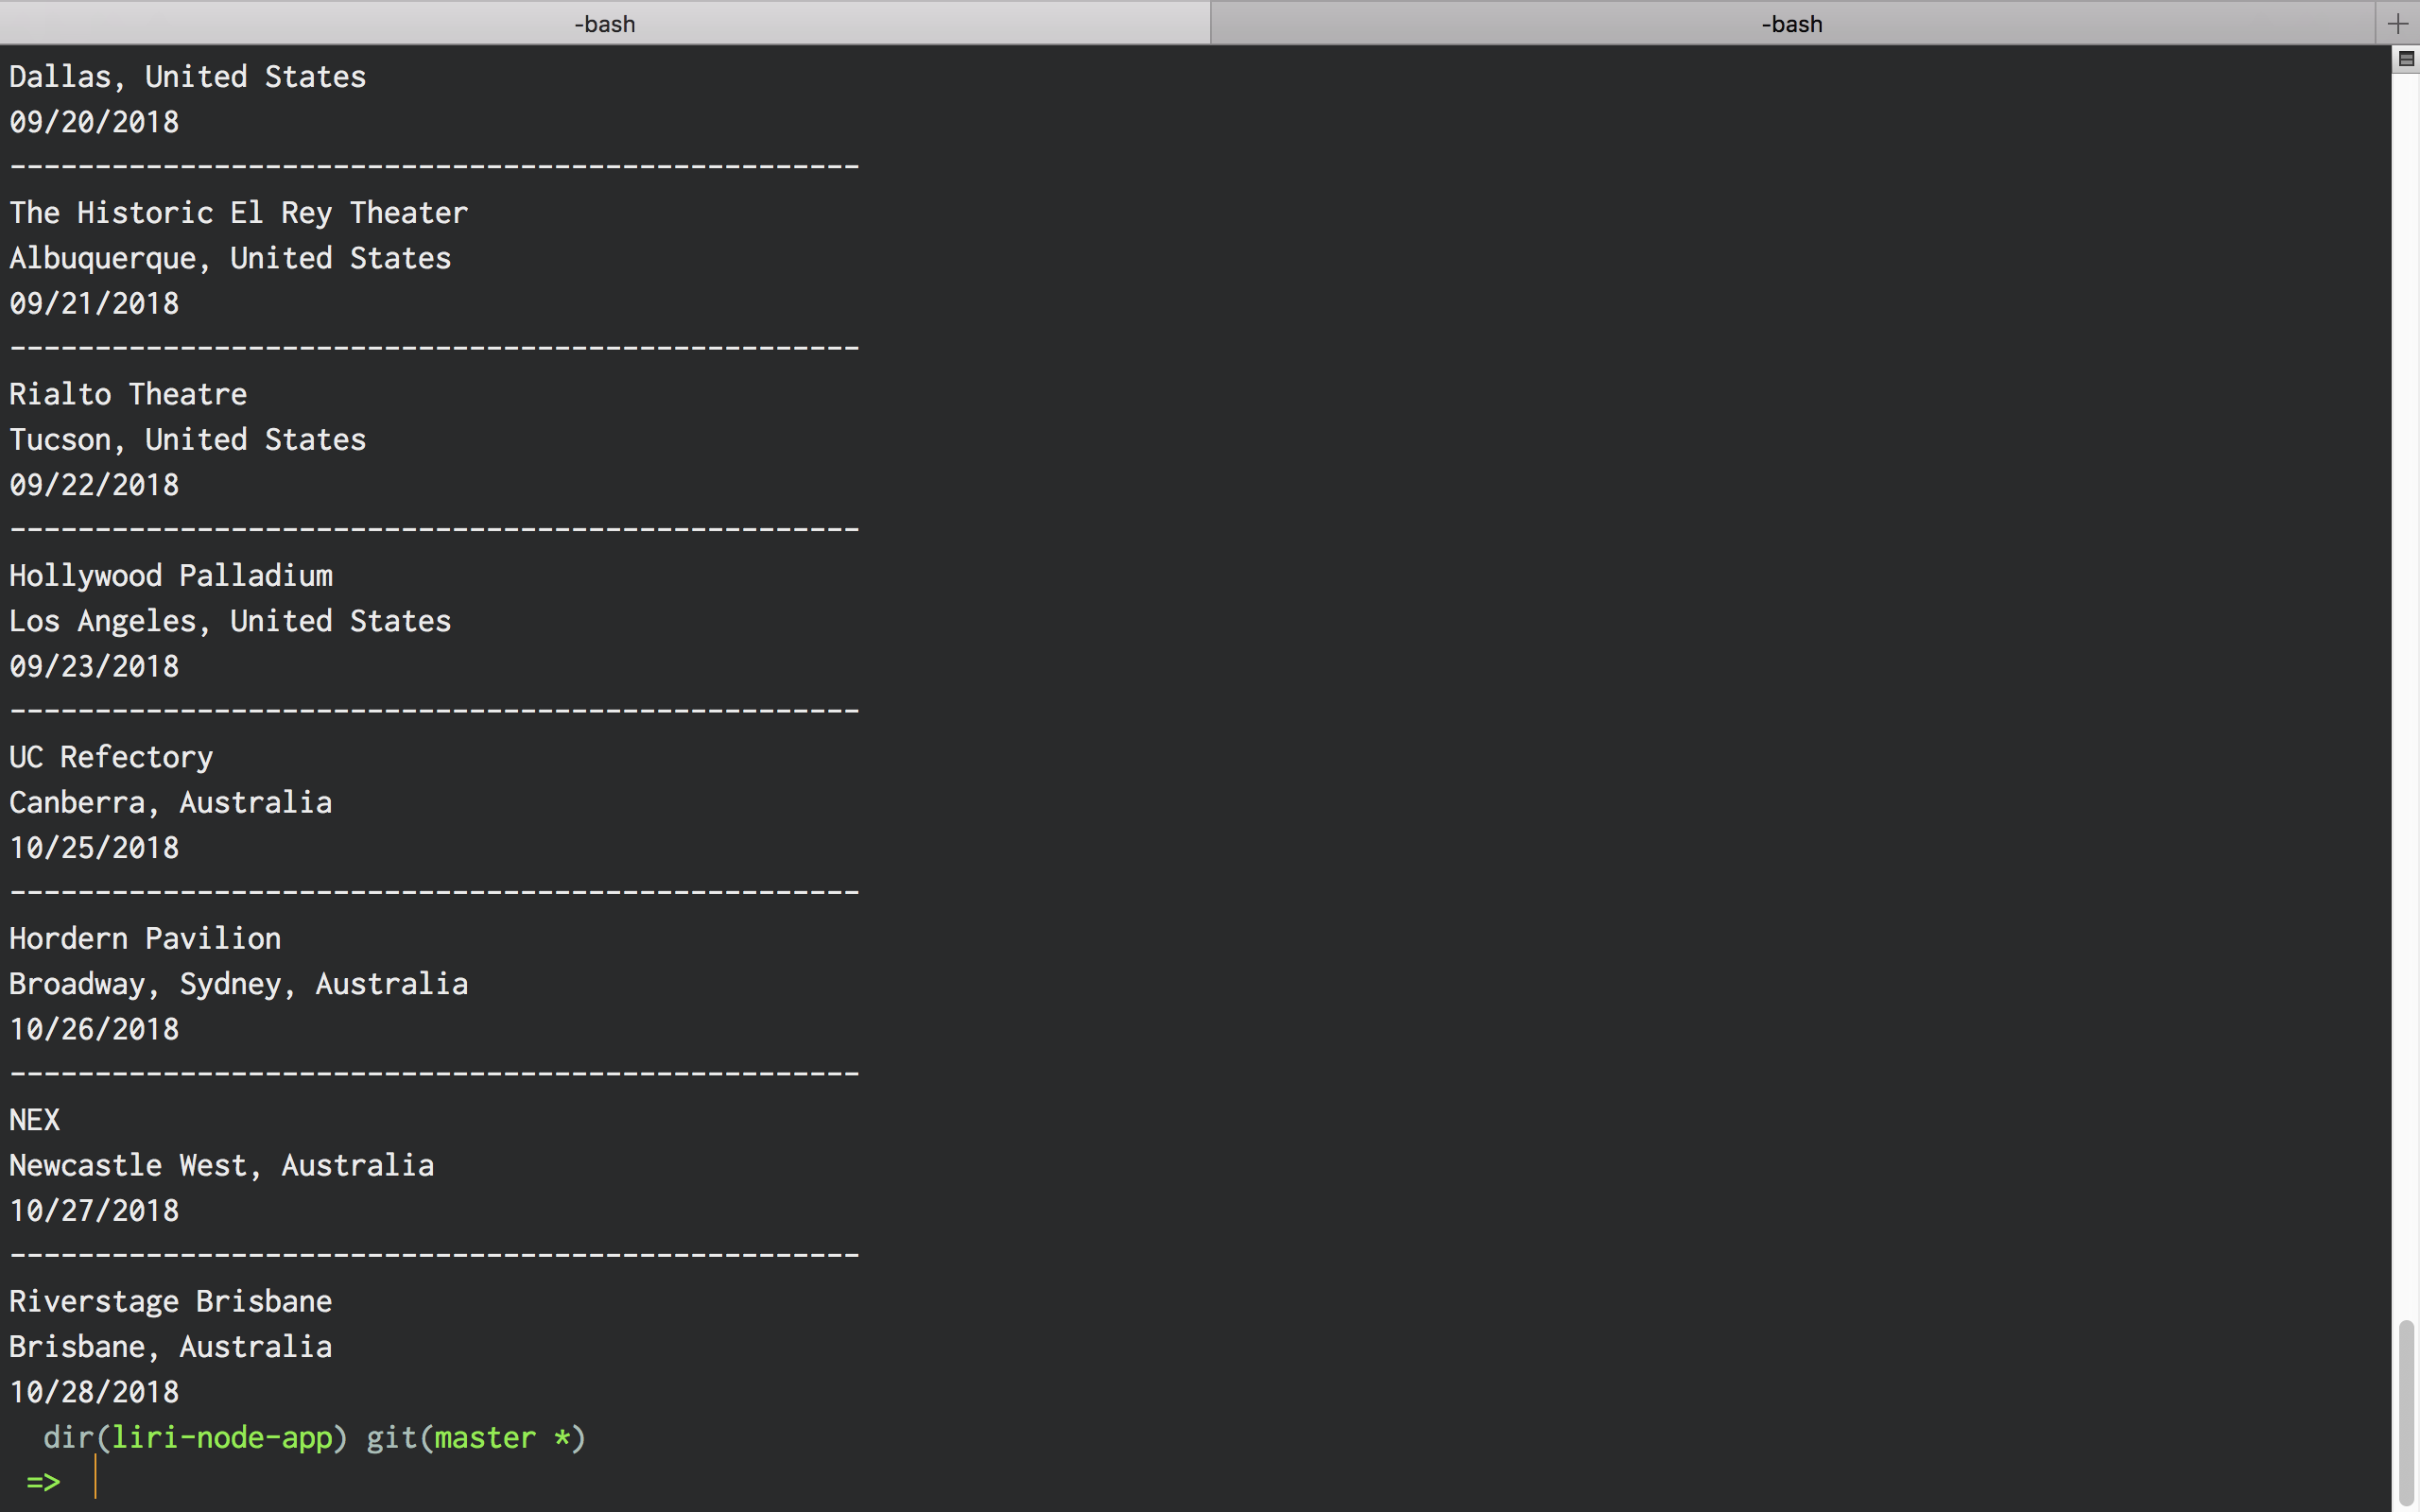 -bash
-bash
Dallas, United States
09/20/2018
--------------------------------------------------
The Historic El Rey Theater
Albuquerque, United States
09/21/2018
--------------------------------------------------
Rialto Theatre
Tucson, United States
09/22/2018
--------------------------------------------------
Hollywood Palladium
Los Angeles, United States
09/23/2018
--------------------------------------------------
UC Refectory
Canberra, Australia
10/25/2018
--------------------------------------------------
Hordern Pavilion
Broadway, Sydney, Australia
10/26/2018
--------------------------------------------------
NEX
Newcastle West, Australia
10/27/2018
--------------------------------------------------
Riverstage Brisbane
Brisbane, Australia
10/28/2018
dir(liri-node-app) git(master *)
=>